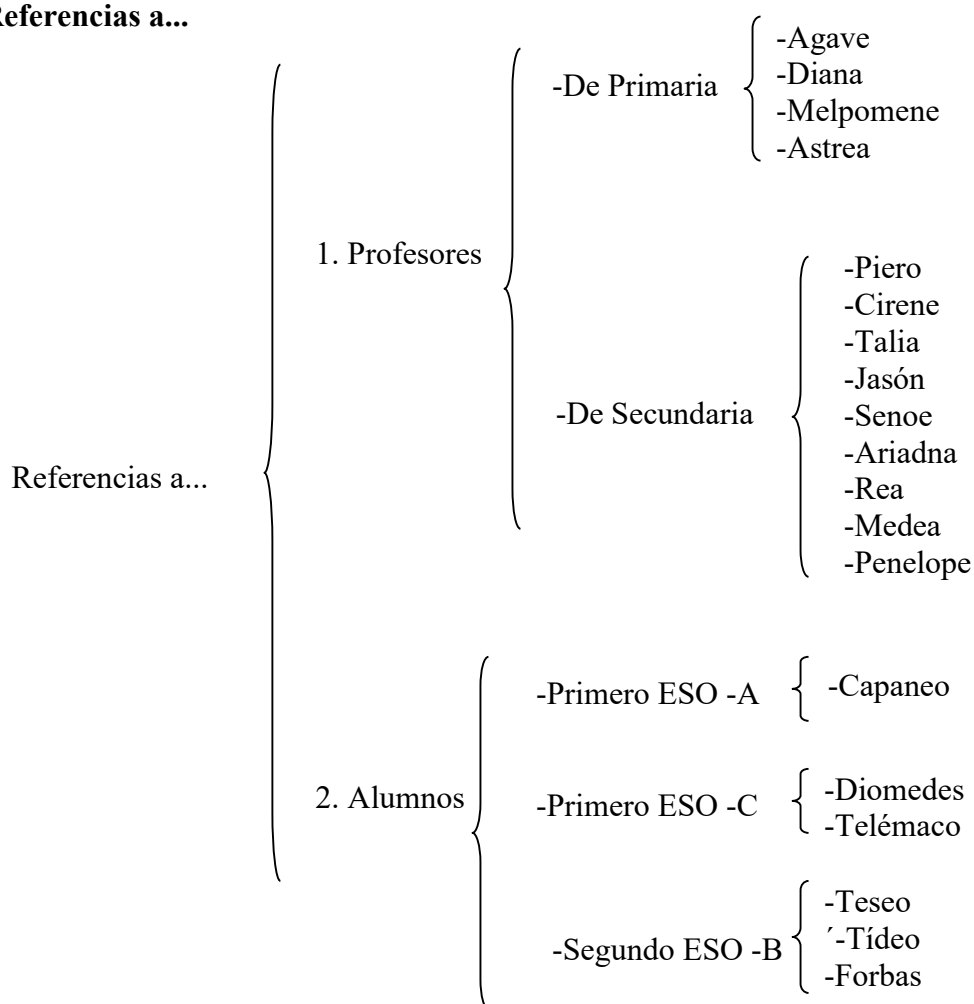 Referencias a...
Referencias a...
1. Profesores
-De Primaria
-Agave
-Diana
-Melpomene
-Astrea
-De Secundaria
-Piero
-Cirene
-Talia
-Jasón
-Senoe
-Ariadna
-Rea
-Medea
-Penelope
2. Alumnos
-Primero ESO -A
-Capaneo
-Primero ESO -C
-Diomedes
-Telémaco
-Segundo ESO -B
-Teseo
´-Tídeo
-Forbas